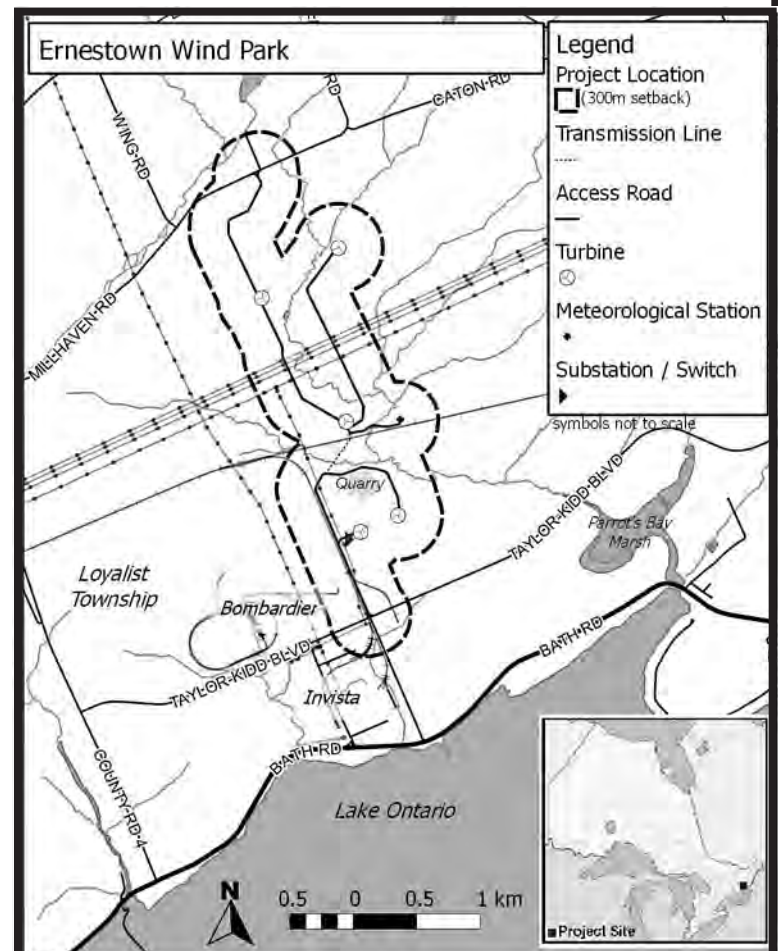 Ernestown Wind Park
Legend
Project Location
(300m setback)
Transmission Line
Access Road
Turbine
Meteorological Station
Substation / Switch
symbols not to scale
WING RD
RD
CATON RD
MILLHAVEN RD
Quarry
TAYLOR-KIDD BLVD
Parrot's Bay
Marsh
Loyalist
Township
Bombardier
TAYLOR-KIDD BLVD
BATH RD
Invista
BATH RD
COUNTY RD 4
Lake Ontario
N
0.5 0 0.5 1 km
Project Site